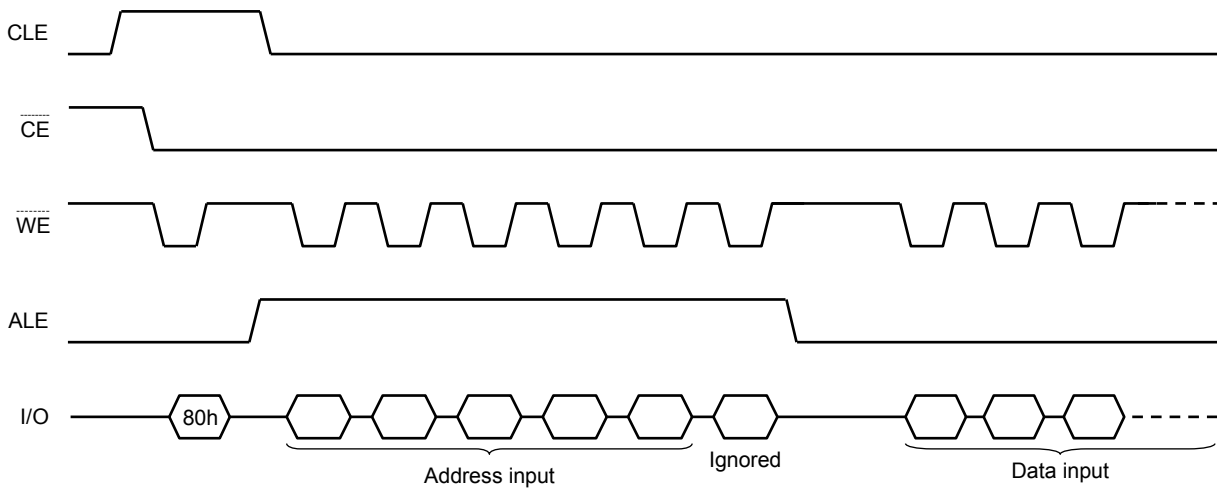 CLE
CE
WE
ALE
I/O
80h
Address input
Ignored
Data input